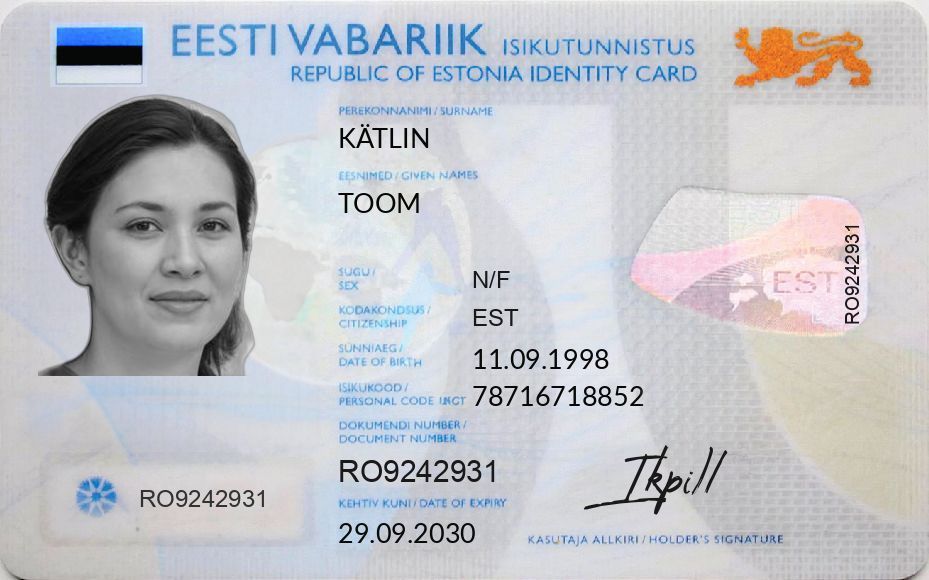 EESTI VABARIIK ISIKUTUNNISTUS
REPUBLIC OF ESTONIA IDENTITY CARD
PEREKONNANIMI / SURNAME
KÄTLIN
EESNIMED / GIVEN NAMES
TOOM
SUGU /
SEX
N/F
KODAKONDSUS /
CITIZENSHIP
EST
SÜNNIAEG /
DATE OF BIRTH
11.09.1998
ISIKUKOOD /
PERSONAL CODE
78716718852
DOKUMENDI NUMBER /
DOCUMENT NUMBER
RO9242931
KEHTIV KUNI / DATE OF EXPIRY
29.09.2030
RO9242931
EST
RO9242931
Ikpill
KASUTAJA ALLKIRI / HOLDER'S SIGNATURE